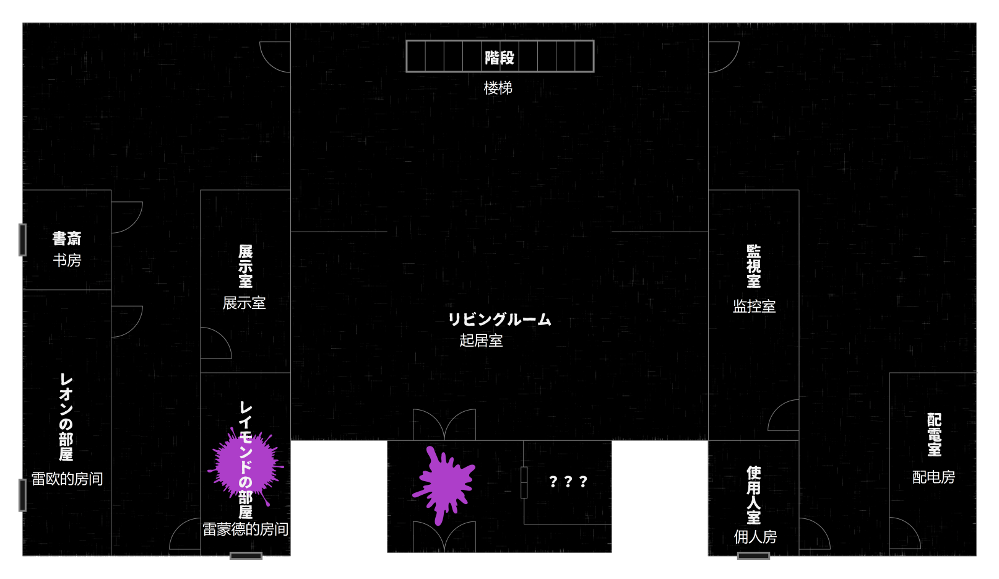 階段
楼梯
書斎
书房
展示室
展示室
監視室
监控室
リビングルーム
起居室
レオンの部屋
雷欧的房间
レイモンドの部屋
雷蒙德的房间
？？？
使用人室
佣人房
配電室
配电房